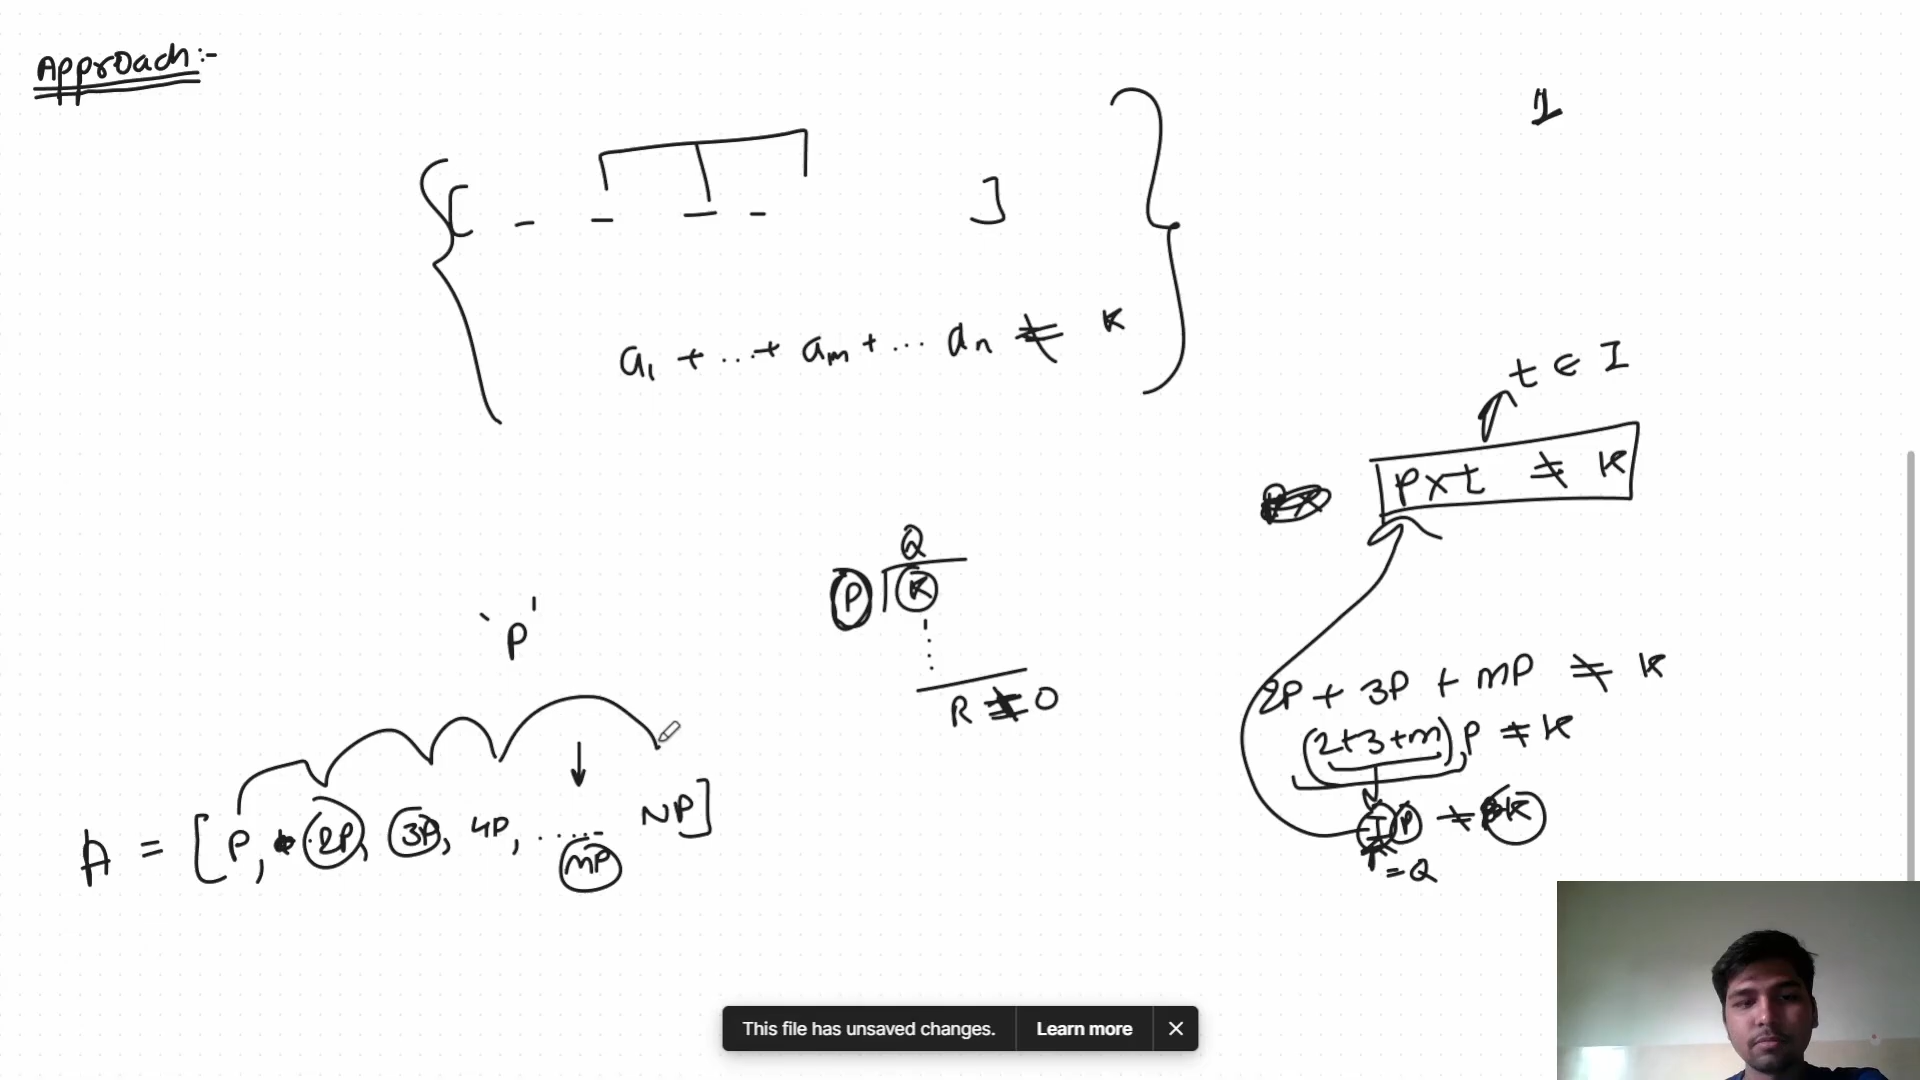 Approach :-
1
[ - - - - ]
a₁ + ... + aₘ + ... aₙ ≠ K
t ∈ I
P x t ≠ K
Q
P K
R ≠ 0
` P '
2P + 3P + mP ≠ K
(2+3+m) P ≠ K
I P ≠ K
= Q
A = [ P, 2P, 3P, 4P, ..... mP NP ]
This file has unsaved changes. Learn more